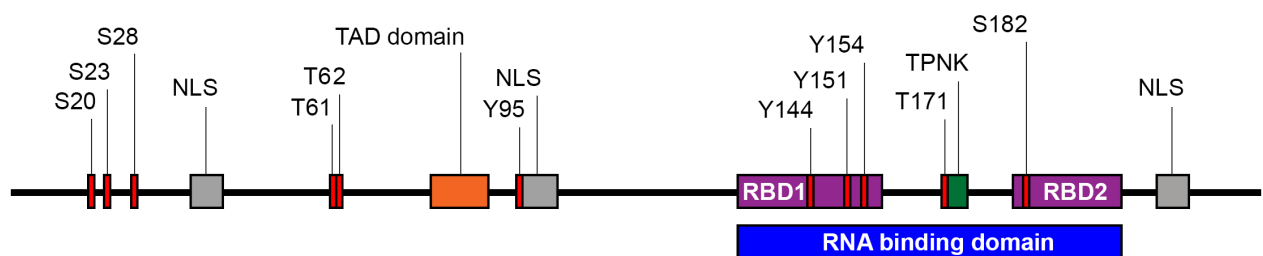 S20
S23
S28
NLS
T61
T62
TAD domain
Y95
NLS
Y144
Y151
Y154
T171
TPNK
S182
NLS
RBD1
RBD2
RNA binding domain